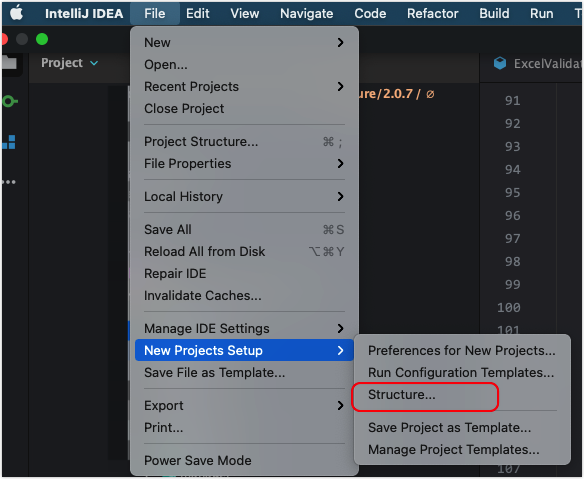 IntelliJ IDEA File Edit View Navigate Code Refactor Build Run
Project
ExcelValidat
ure/2.0.7 / ∅
New
Open...
Recent Projects
Close Project
Project Structure... ⌘ ;
File Properties
Local History
Save All ⌘ S
Reload All from Disk ⌥⌘ Y
Repair IDE
Invalidate Caches...
Manage IDE Settings
New Projects Setup
Save File as Template...
Export
Print...
Power Save Mode
Preferences for New Projects...
Run Configuration Templates...
Structure...
Save Project as Template...
Manage Project Templates...
91
92
93
94
95
96
97
98
99
100
101
107